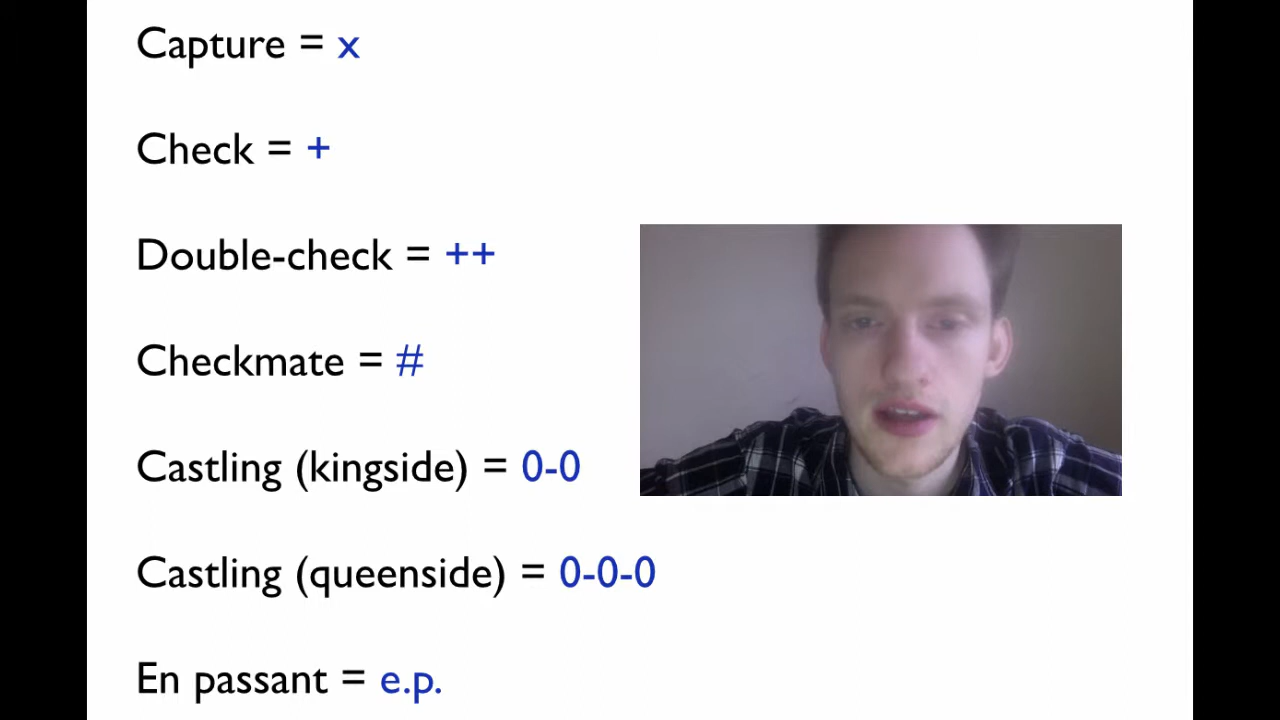 Capture = x
Check = +
Double-check = ++
Checkmate = #
Castling (kingside) = 0-0
Castling (queenside) = 0-0-0
En passant = e.p.